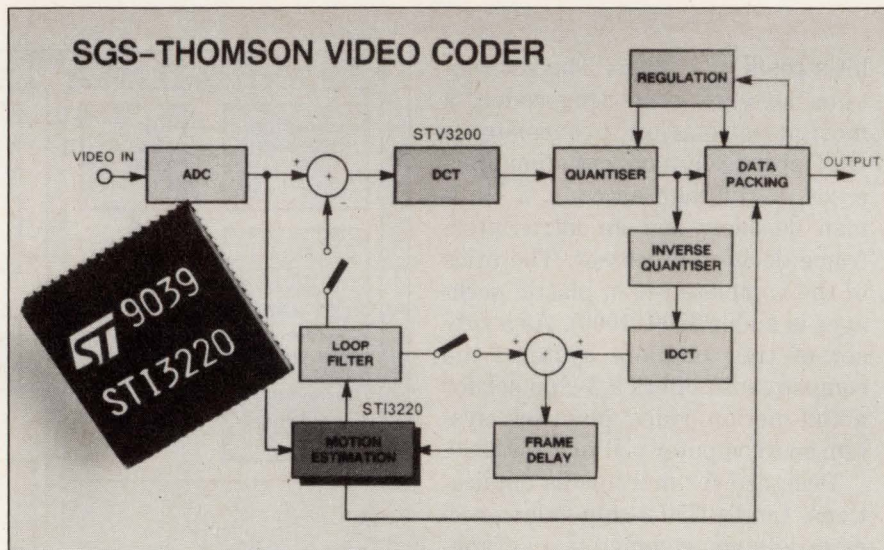 SGS–THOMSON VIDEO CODER
REGULATION
STV3200
VIDEO IN
ADC
+
+
DCT
QUANTISER
DATA
PACKING
OUTPUT
–
INVERSE
QUANTISER
LOOP
FILTER
+
+
+
IDCT
STI3220
MOTION
ESTIMATION
FRAME
DELAY
ST 9039
STI3220